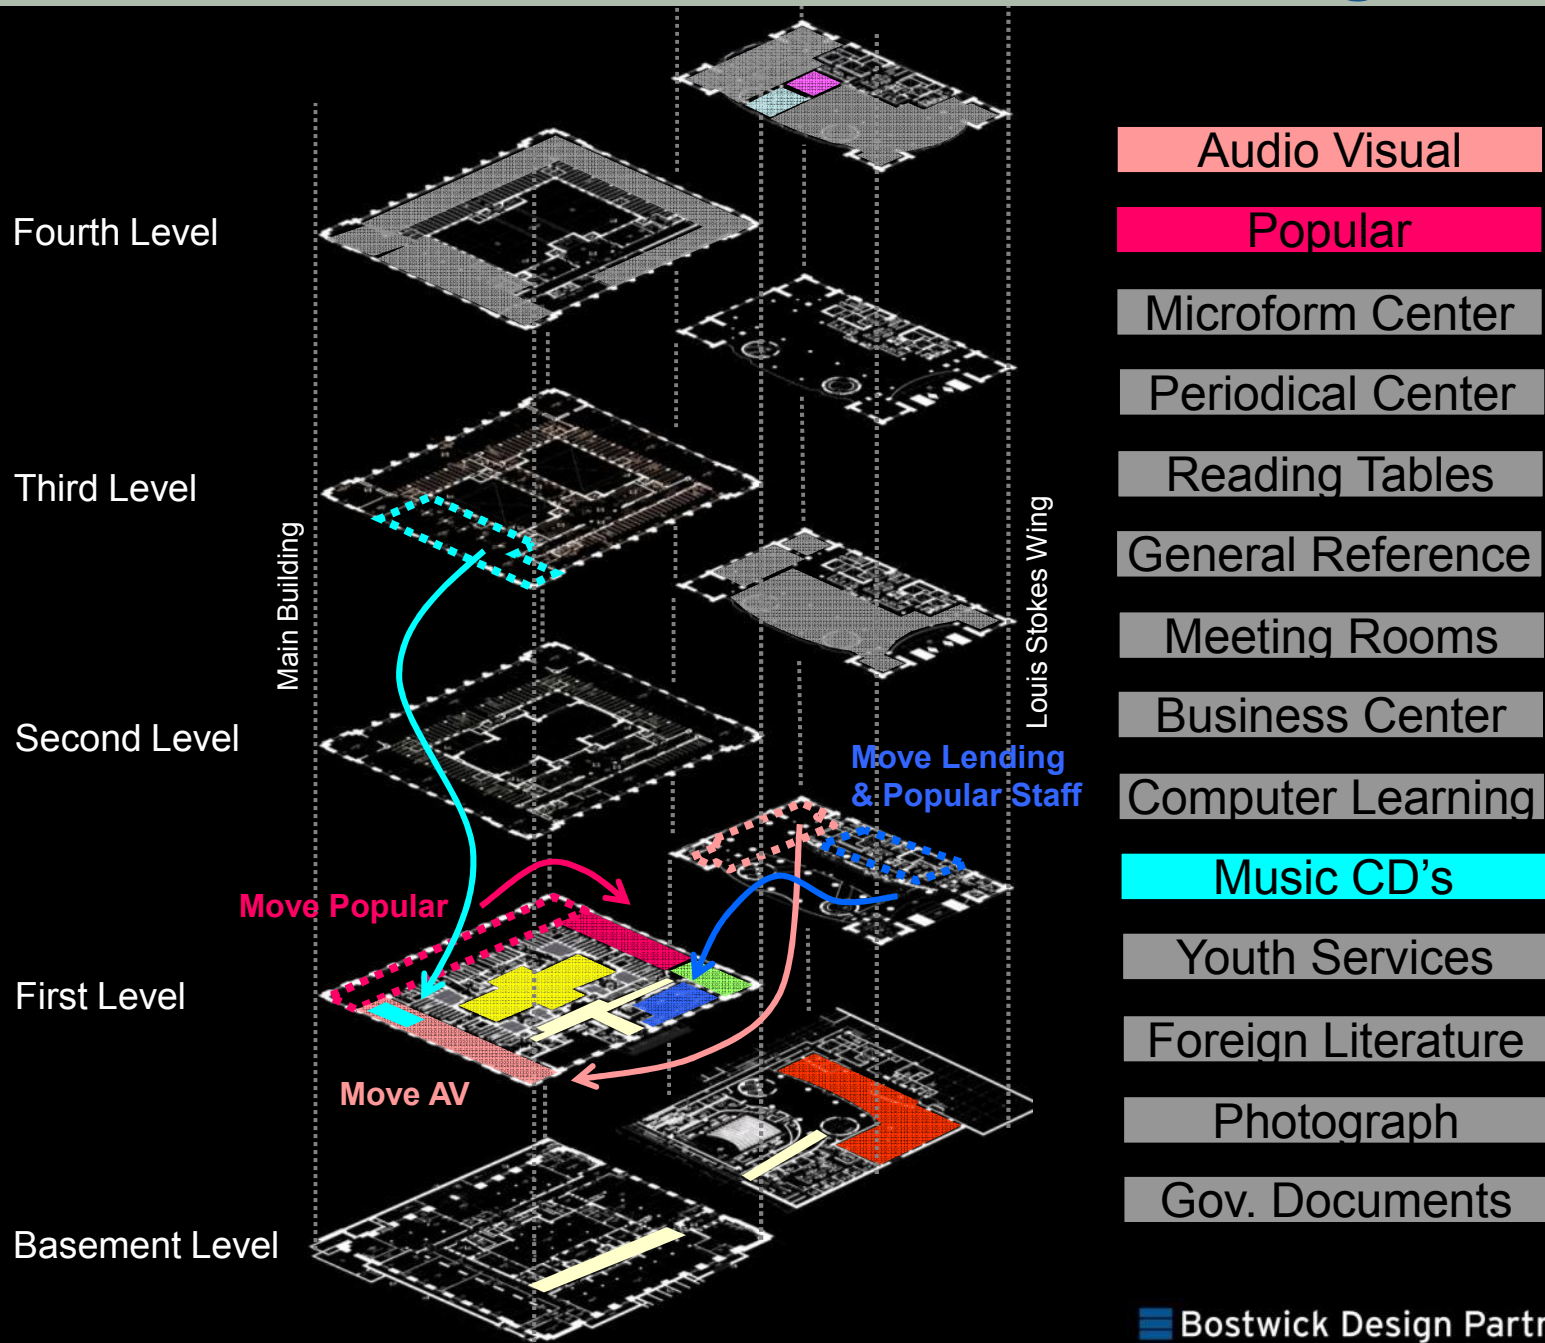 Audio Visual
Popular
Fourth Level
Microform Center
Periodical Center
Third Level
Reading Tables
General Reference
Main Building
Louis Stokes Wing
Meeting Rooms
Business Center
Second Level
Move Lending
& Popular Staff
Computer Learning
Music CD's
Move Popular
Youth Services
First Level
Foreign Literature
Move AV
Photograph
Gov. Documents
Basement Level
Bostwick Design Partn